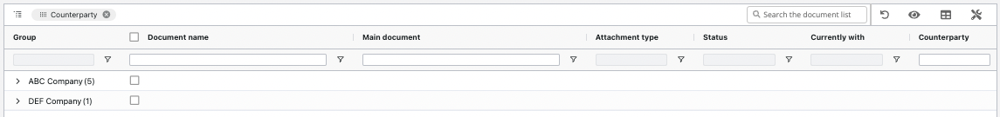 Counterparty
Search the document list
Group Document name Main document Attachment type Status Currently with Counterparty
ABC Company (5)
DEF Company (1)